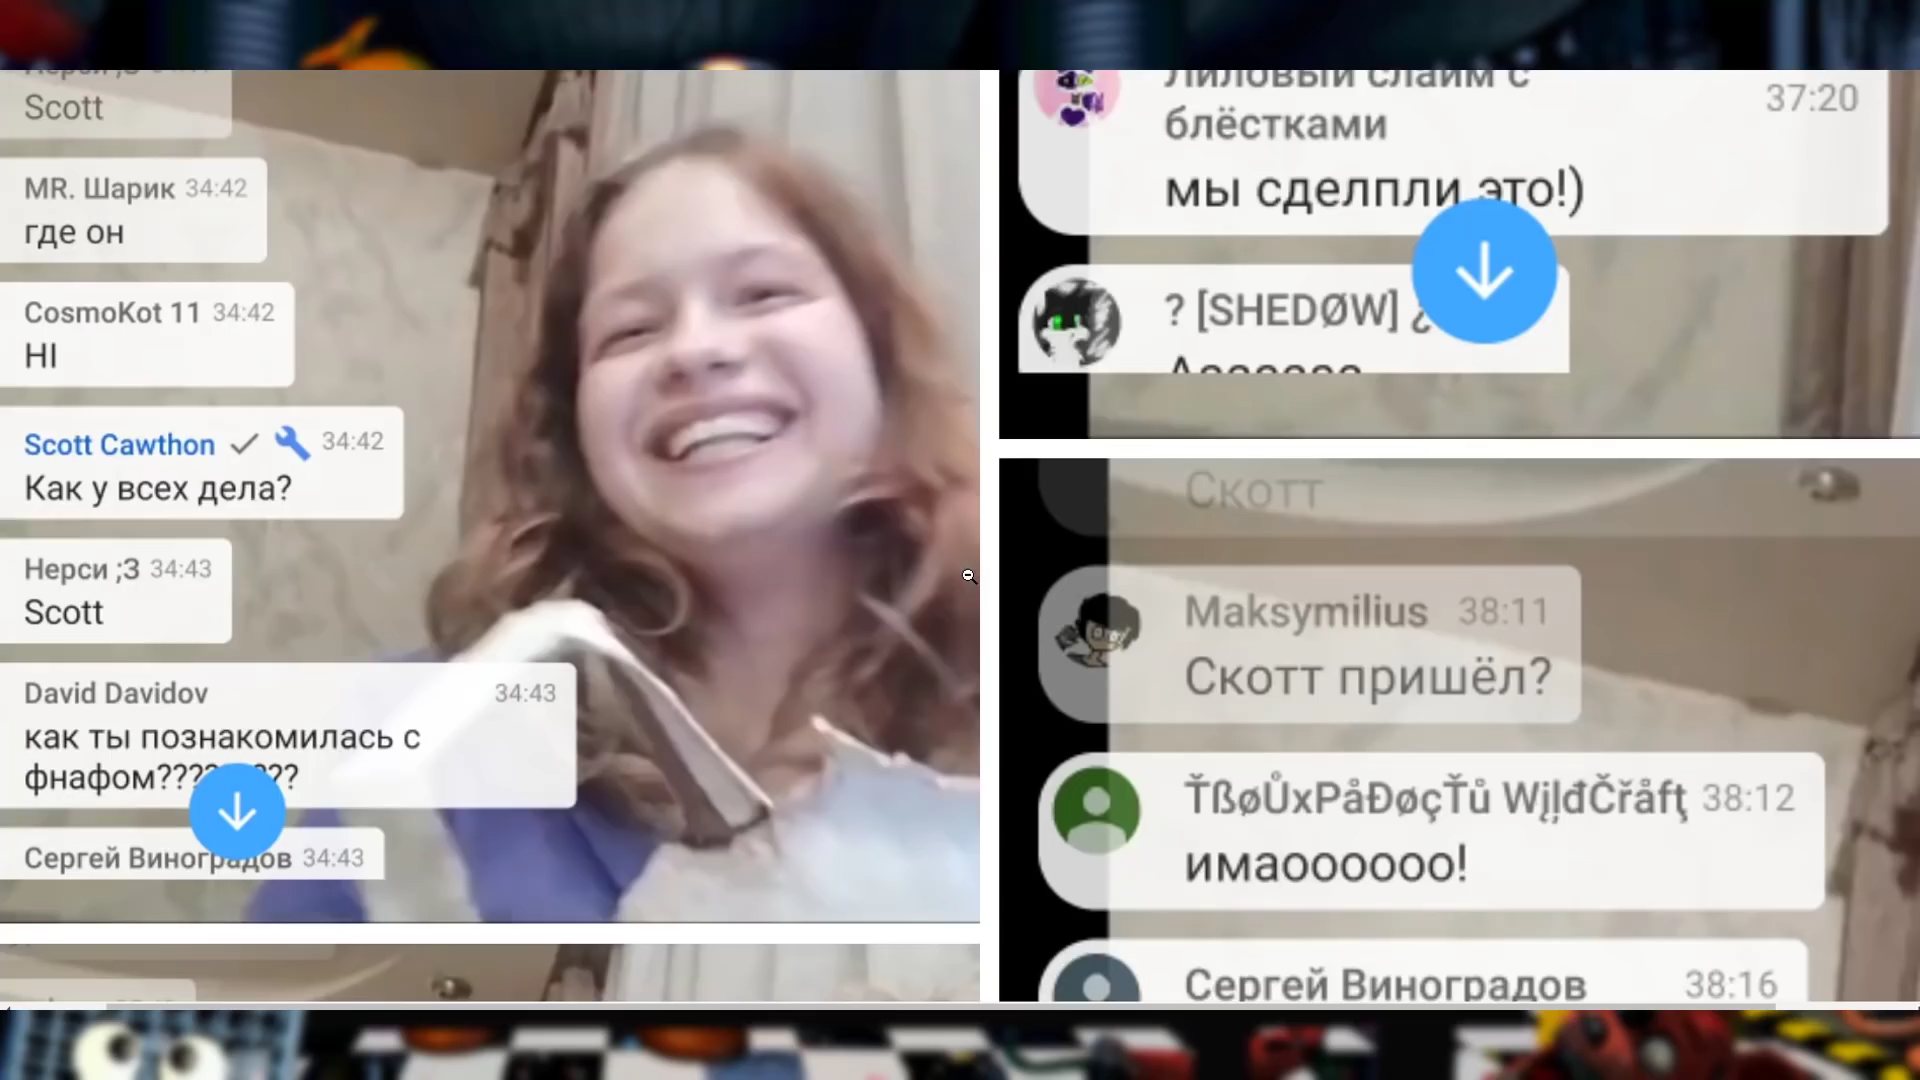 Scott
MR. Шарик 34:42
где он
CosmoKot 11 34:42
HI
Scott Cawthon 34:42
Как у всех дела?
Нерси ;3 34:43
Scott
David Davidov 34:43
как ты познакомилась с
фнафом???
Сергей Виноградов 34:43
Лиловый слайм с
блёстками 37:20
мы сделпли это!)
? [SHEDØW] ¿
Скотт
Maksymilius 38:11
Скотт пришёл?
ŤßøŮxPåĐøçŤů WįļđČřåfţ 38:12
имаоооооо!
Сергей Виноградов 38:16